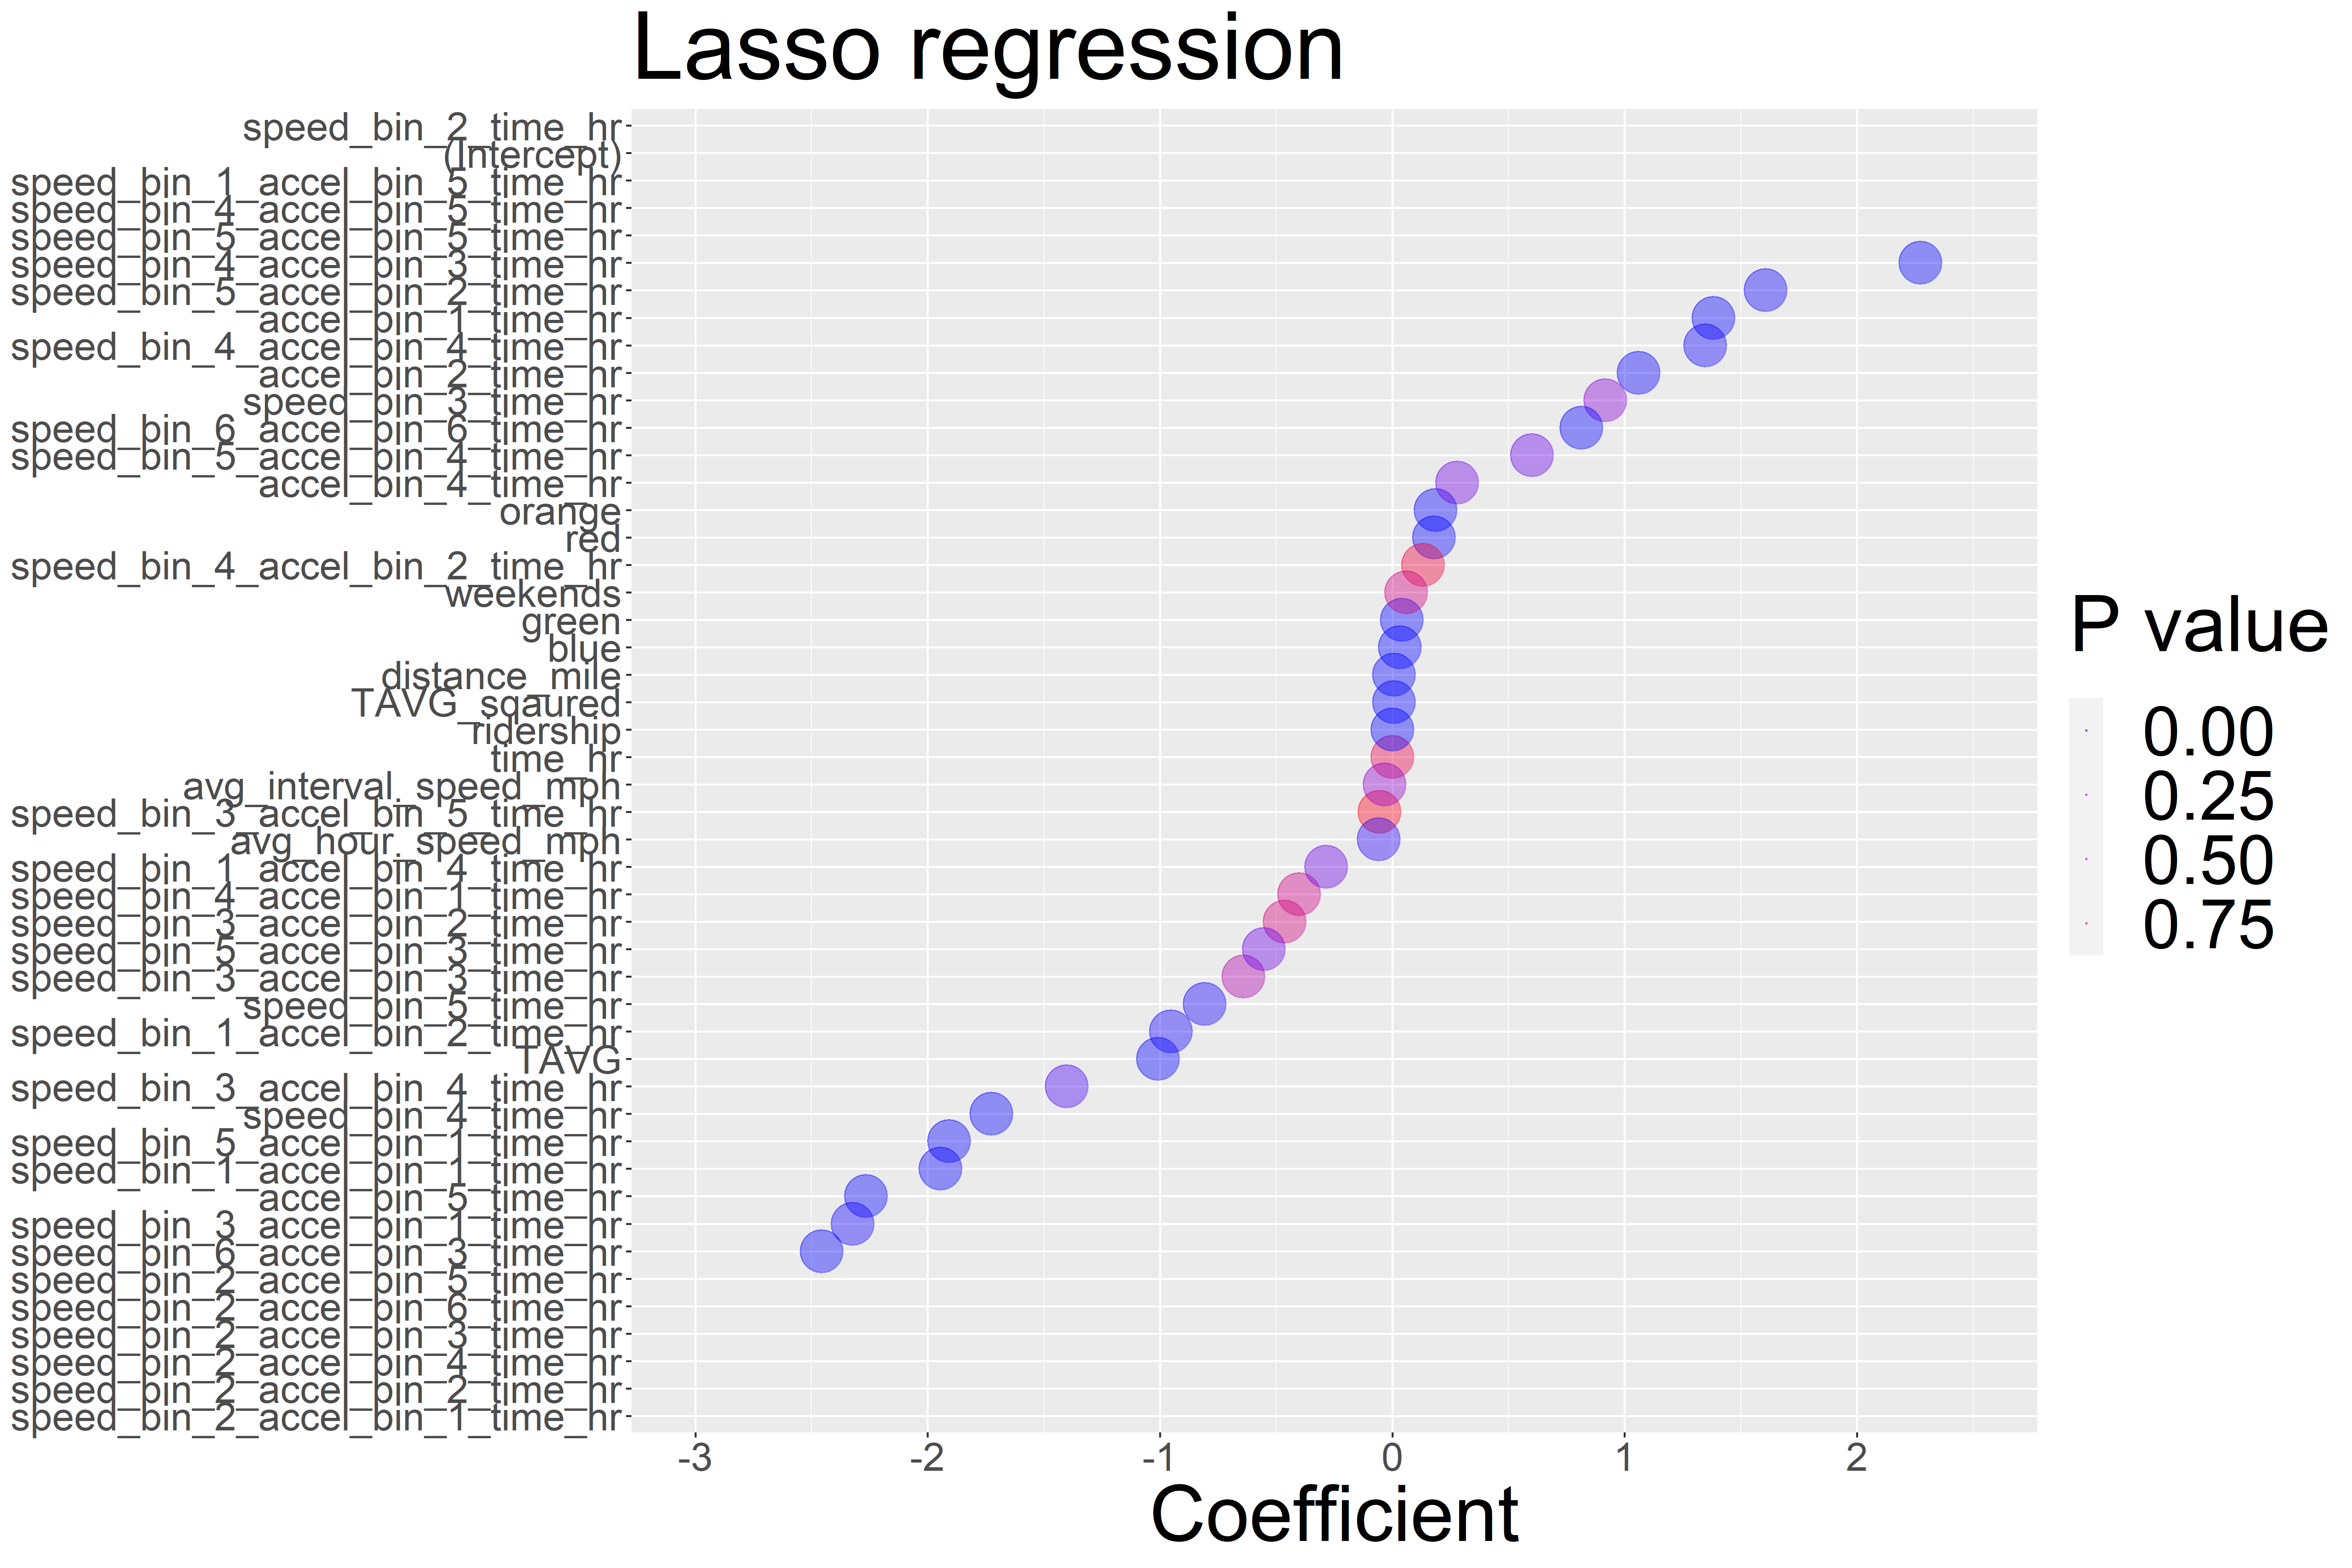 Lasso regression
speed_bin_2_time_hr
(Intercept)
speed_bin_1_accel_bin_5_time_hr
speed_bin_4_accel_bin_5_time_hr
speed_bin_5_accel_bin_5_time_hr
speed_bin_4_accel_bin_3_time_hr
speed_bin_5_accel_bin_2_time_hr
accel_bin_1_time_hr
speed_bin_4_accel_bin_4_time_hr
accel_bin_2_time_hr
speed_bin_3_time_hr
speed_bin_6_accel_bin_6_time_hr
speed_bin_5_accel_bin_4_time_hr
accel_bin_4_time_hr
orange
red
speed_bin_4_accel_bin_2_time_hr
weekends
green
blue
distance_mile
TAVG_sqaured
ridership
time_hr
avg_interval_speed_mph
speed_bin_3_accel_bin_5_time_hr
avg_hour_speed_mph
speed_bin_1_accel_bin_4_time_hr
speed_bin_4_accel_bin_1_time_hr
speed_bin_3_accel_bin_2_time_hr
speed_bin_5_accel_bin_3_time_hr
speed_bin_3_accel_bin_3_time_hr
speed_bin_5_time_hr
speed_bin_1_accel_bin_2_time_hr
TAVG
speed_bin_3_accel_bin_4_time_hr
speed_bin_4_time_hr
speed_bin_5_accel_bin_1_time_hr
speed_bin_1_accel_bin_1_time_hr
accel_bin_5_time_hr
speed_bin_3_accel_bin_1_time_hr
speed_bin_6_accel_bin_3_time_hr
speed_bin_2_accel_bin_5_time_hr
speed_bin_2_accel_bin_6_time_hr
speed_bin_2_accel_bin_3_time_hr
speed_bin_2_accel_bin_4_time_hr
speed_bin_2_accel_bin_2_time_hr
speed_bin_2_accel_bin_1_time_hr
-3 -2 -1 0 1 2
Coefficient
P value
0.00
0.25
0.50
0.75